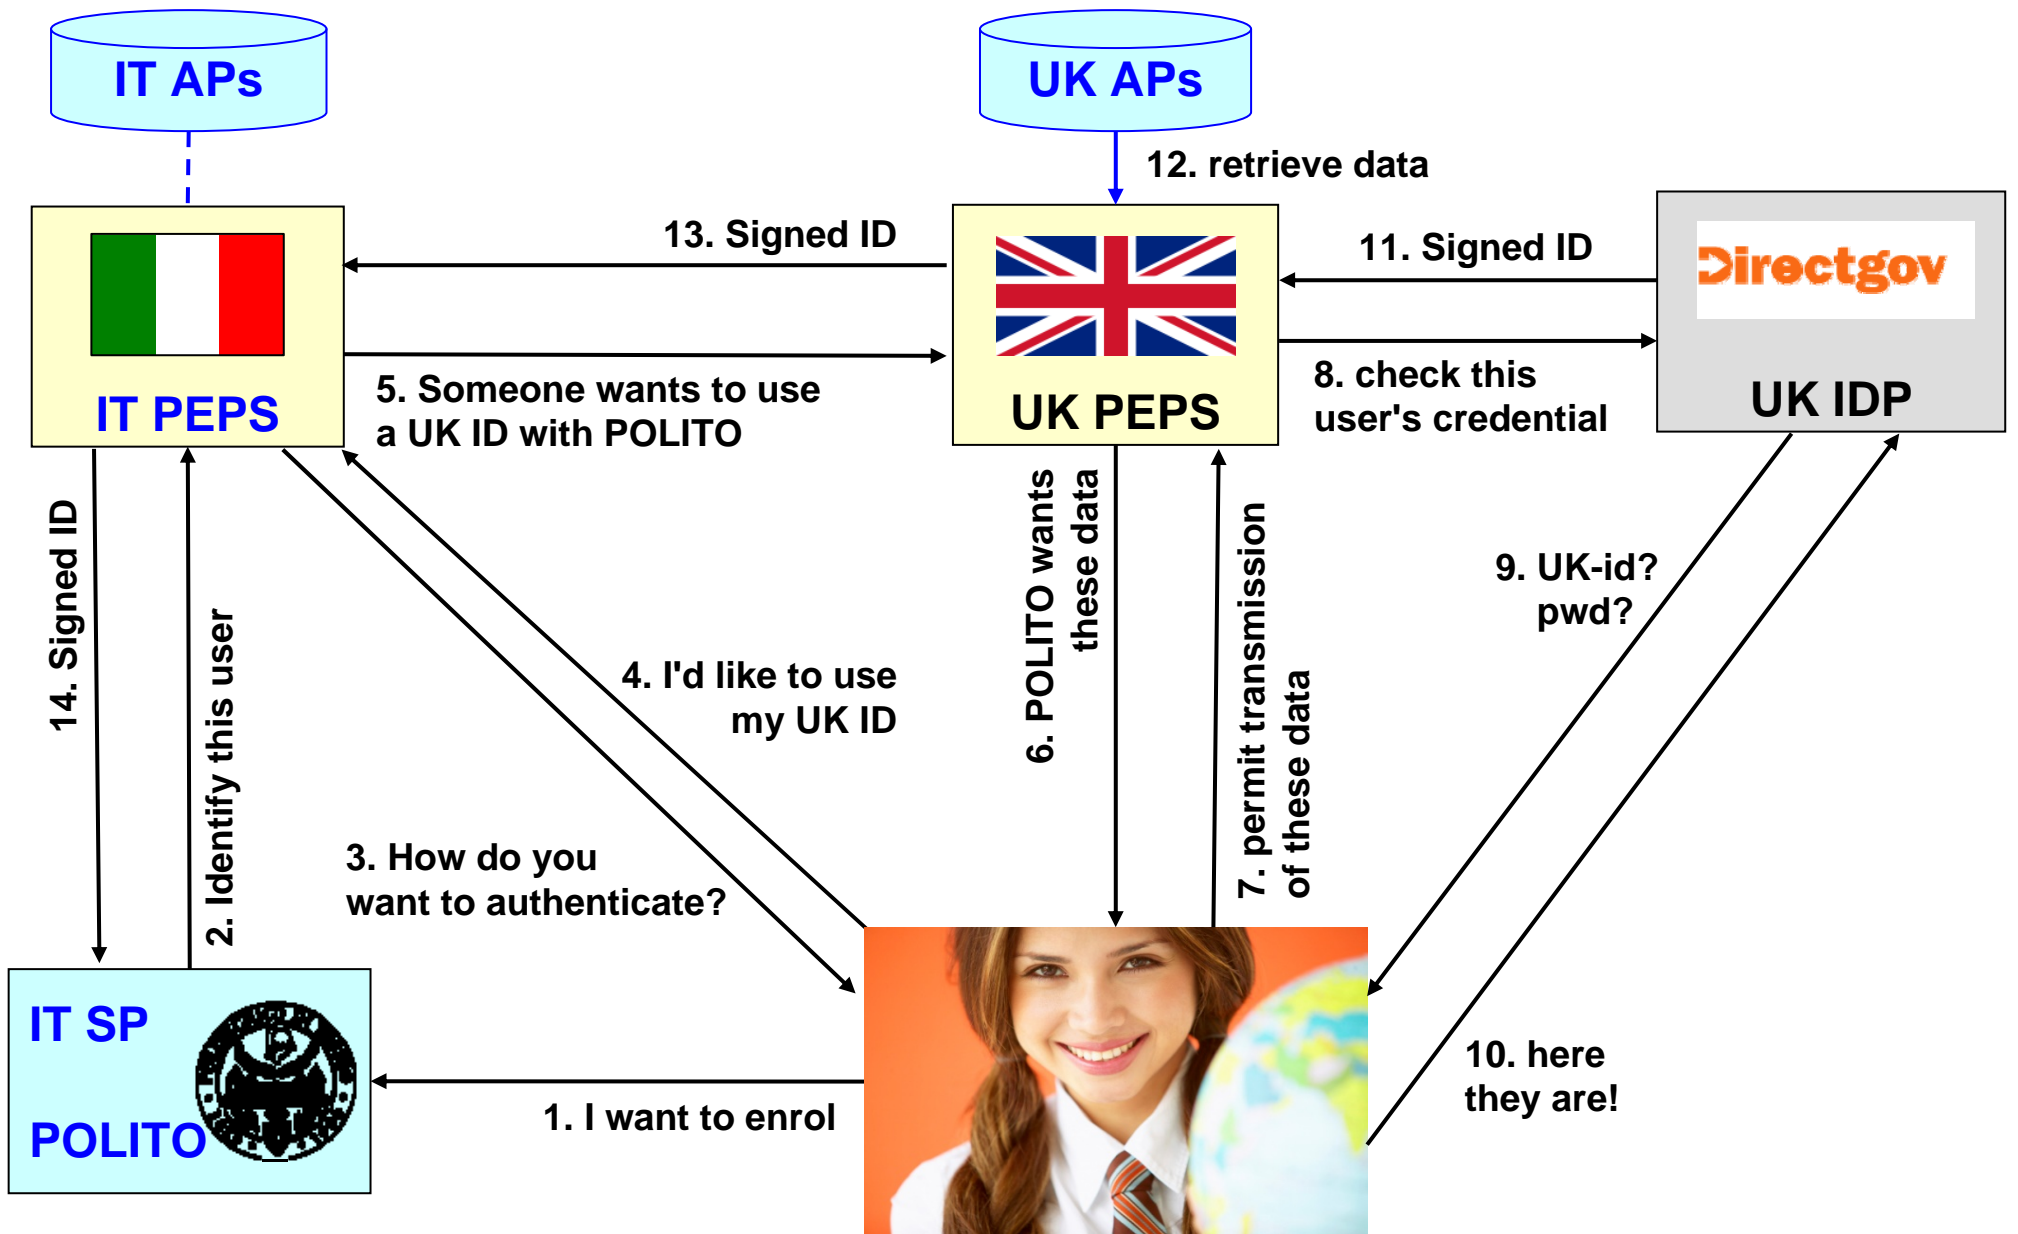 IT APs
UK APs
12. retrieve data
13. Signed ID
11. Signed ID
Directgov
IT PEPS
5. Someone wants to use
a UK ID with POLITO
UK PEPS
8. check this
user's credential
UK IDP
14. Signed ID
2. Identify this user
4. I'd like to use
my UK ID
3. How do you
want to authenticate?
6. POLITO wants
these data
7. permit transmission
of these data
9. UK-id?
pwd?
10. here
they are!
IT SP
POLITO
1. I want to enrol